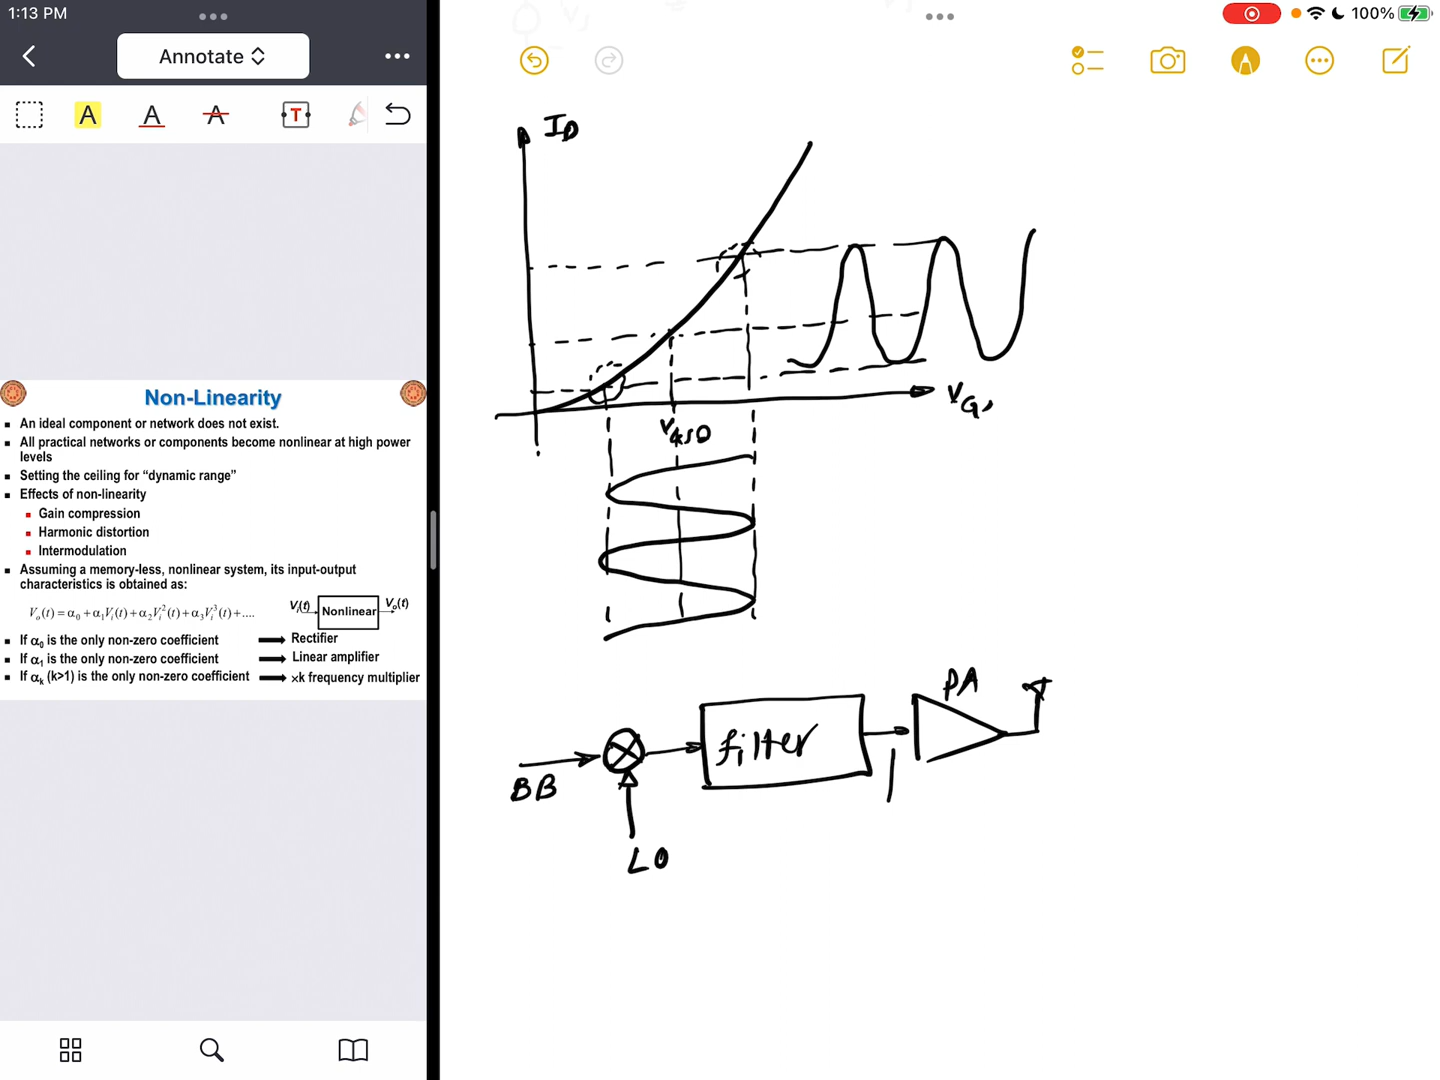 1:13 PM
100%
Annotate
A A A T
Non-Linearity
An ideal component or network does not exist.
All practical networks or components become nonlinear at high power
levels
Setting the ceiling for “dynamic range”
Effects of non-linearity
Gain compression
Harmonic distortion
Intermodulation
Assuming a memory-less, nonlinear system, its input-output
characteristics is obtained as:
Vₒ(t) = α₀ + α₁Vᵢ(t) + α₂Vᵢ²(t) + α₃Vᵢ³(t) + ....
Vᵢ(t) Nonlinear Vₒ(t)
If α₀ is the only non-zero coefficient Rectifier
If α₁ is the only non-zero coefficient Linear amplifier
If αₖ (k>1) is the only non-zero coefficient ×k frequency multiplier
I_D
V_G
PA
filter
BB
LO